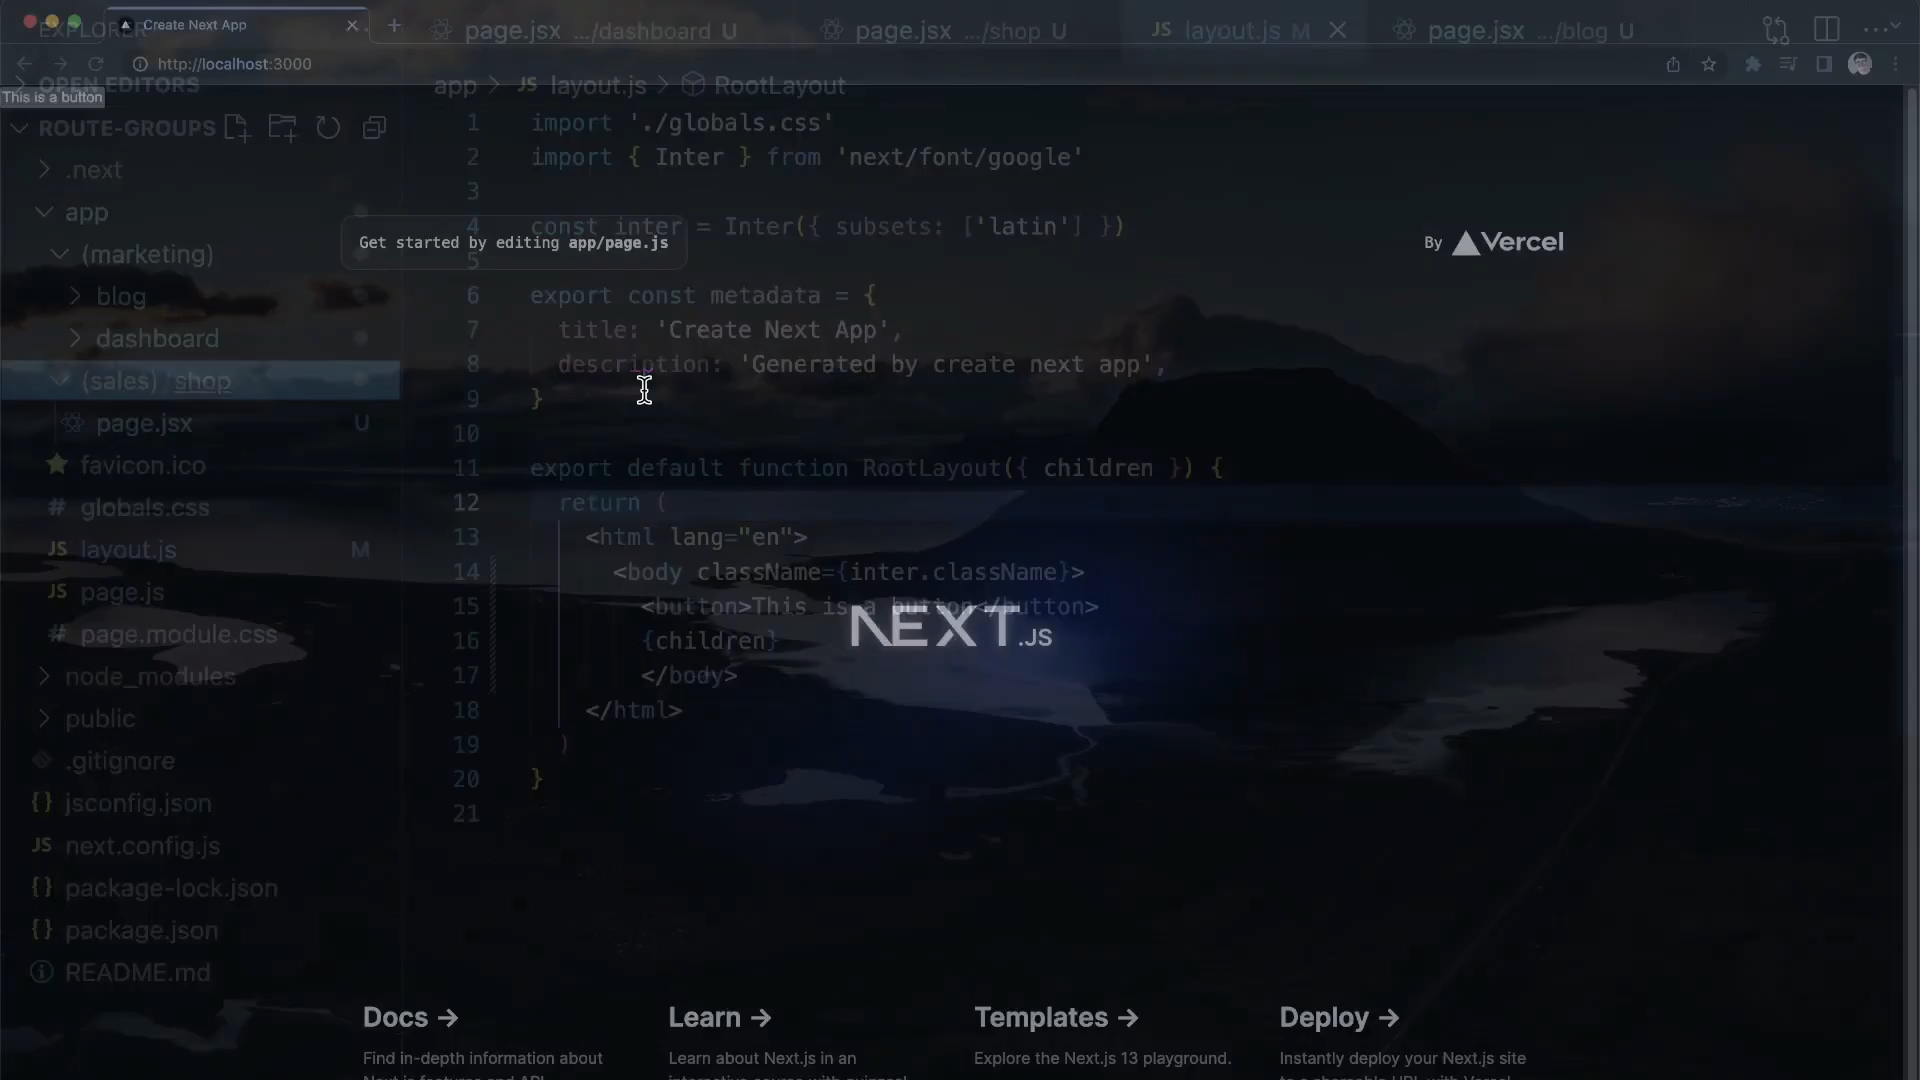 Create Next App
EXPLORER
page.jsx .../dashboard U
page.jsx .../shop U
JS layout.js M
page.jsx .../blog U
http://localhost:3000
OPEN EDITORS
app > JS layout.js > RootLayout
This is a button
ROUTE-GROUPS
.next
app
(marketing)
blog
dashboard
(sales) shop
page.jsx U
favicon.ico
# globals.css
JS layout.js M
JS page.js
# page.module.css
node_modules
public
.gitignore
{} jsconfig.json
JS next.config.js
{} package-lock.json
{} package.json
README.md
1 import './globals.css'
2 import { Inter } from 'next/font/google'
3
4 const inter = Inter({ subsets: ['latin'] })
5
6 export const metadata = {
7 title: 'Create Next App',
8 description: 'Generated by create next app',
9 }
10
11 export default function RootLayout({ children }) {
12 return (
13 <html lang="en">
14 <body className={inter.className}>
15 <button>This is a button</button>
16 {children}
17 </body>
18 </html>
19 )
20 }
21
Get started by editing app/page.js
By Vercel
NEXT.JS
Docs →
Find in-depth information about
Learn →
Learn about Next.js in an
Templates →
Explore the Next.js 13 playground.
Deploy →
Instantly deploy your Next.js site